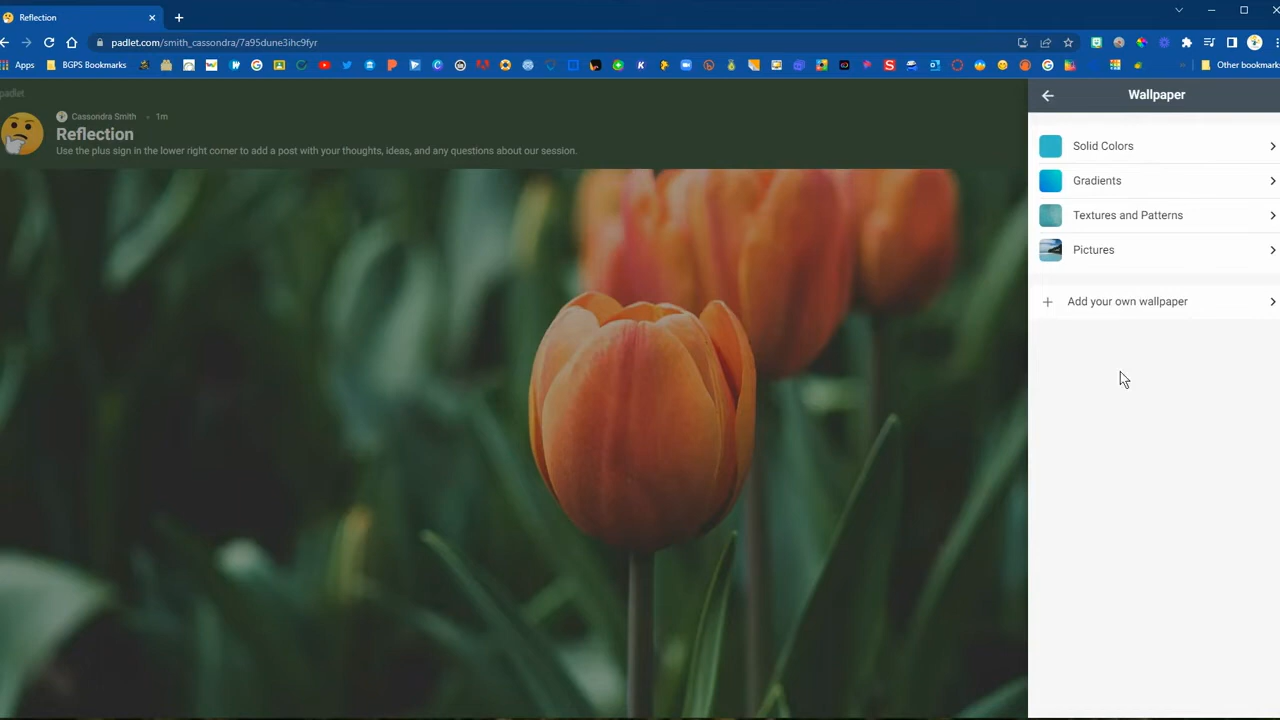 Reflection
padlet.com/smith_cassondra/7a95dune3ihc9fyr
Apps BGPS Bookmarks Other bookmarks
padlet
Cassondra Smith • 1m
Reflection
Use the plus sign in the lower right corner to add a post with your thoughts, ideas, and any questions about our session.
Wallpaper
Solid Colors
Gradients
Textures and Patterns
Pictures
Add your own wallpaper